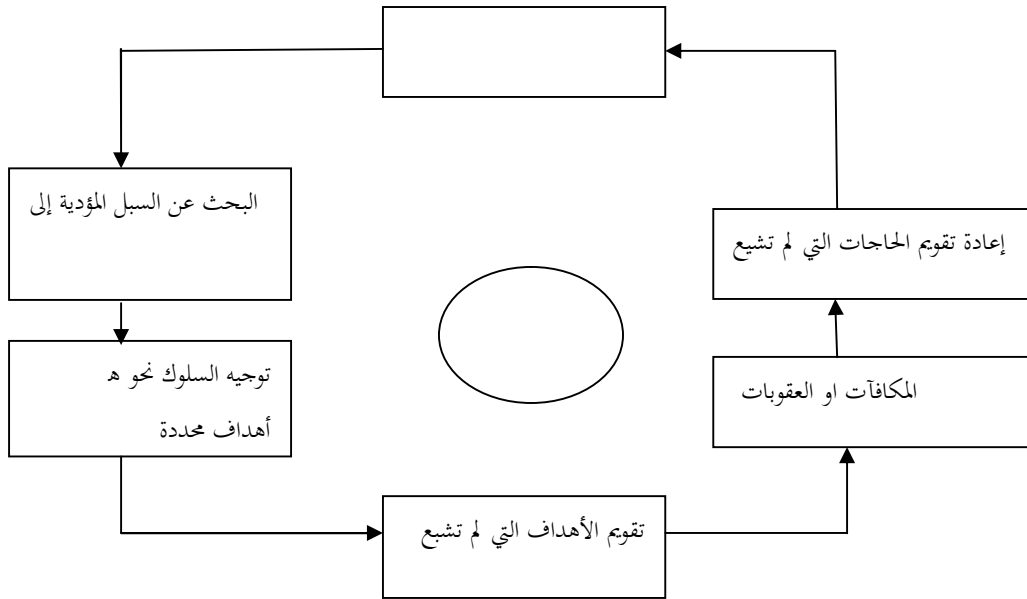 البحث عن السبل المؤدية إلى
إعادة تقويم الحاجات التي لم تشيع
توجيه السلوك نحو ه
أهداف محددة
المكافآت او العقوبات
تقويم الأهداف التي لم تشبع